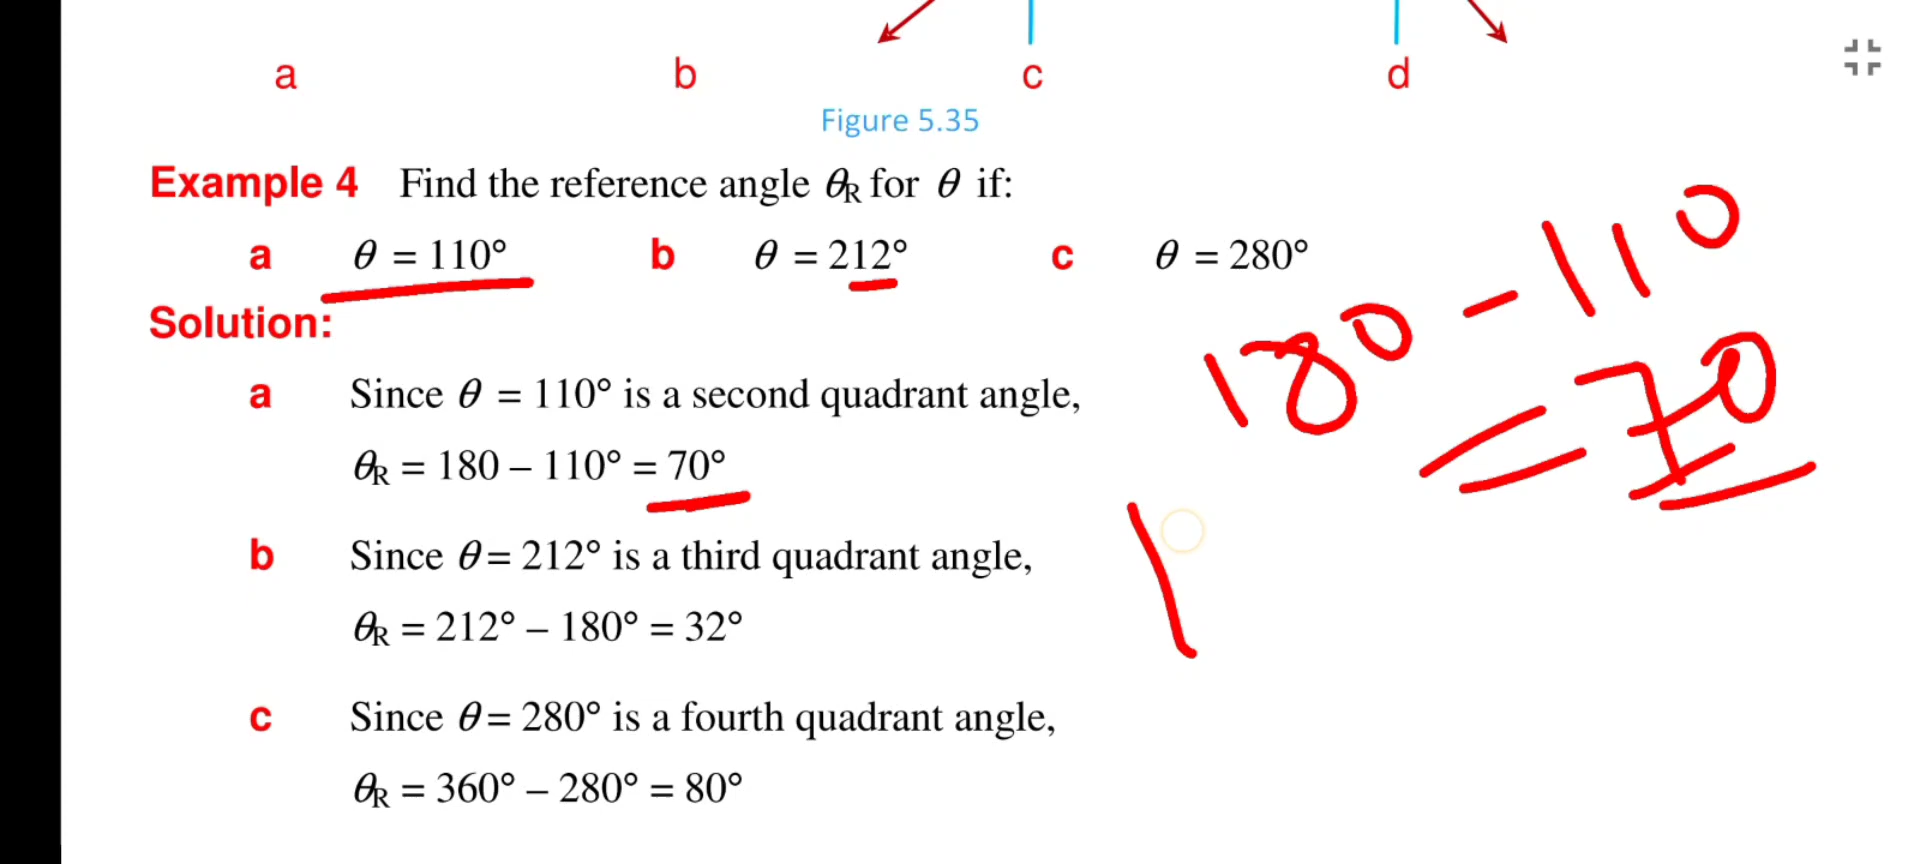 a b c d
Figure 5.35
Example 4 Find the reference angle θR for θ if:
a θ = 110° b θ = 212° c θ = 280°
180 - 110
= 70
Solution:
a Since θ = 110° is a second quadrant angle,
θR = 180 – 110° = 70°
b Since θ = 212° is a third quadrant angle,
θR = 212° – 180° = 32°
c Since θ = 280° is a fourth quadrant angle,
θR = 360° – 280° = 80°